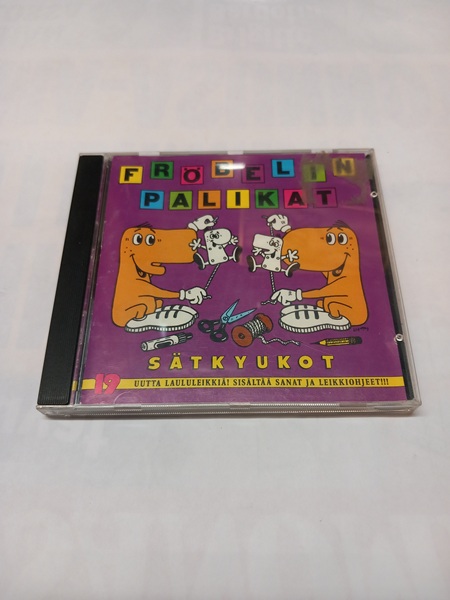 FRÖBELIN
PALIKAT
SÄTKYUKOT
19 UUTTA LAULULEIKKIÄ! SISÄLTÄÄ SANAT JA LEIKKIOHJEET!!!